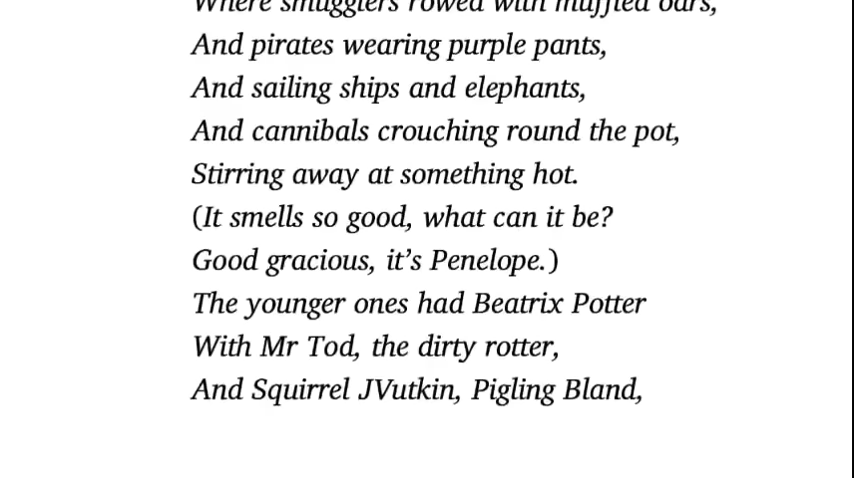 Where smugglers rowed with muffled oars,
And pirates wearing purple pants,
And sailing ships and elephants,
And cannibals crouching round the pot,
Stirring away at something hot.
(It smells so good, what can it be?
Good gracious, it’s Penelope.)
The younger ones had Beatrix Potter
With Mr Tod, the dirty rotter,
And Squirrel JVutkin, Pigling Bland,